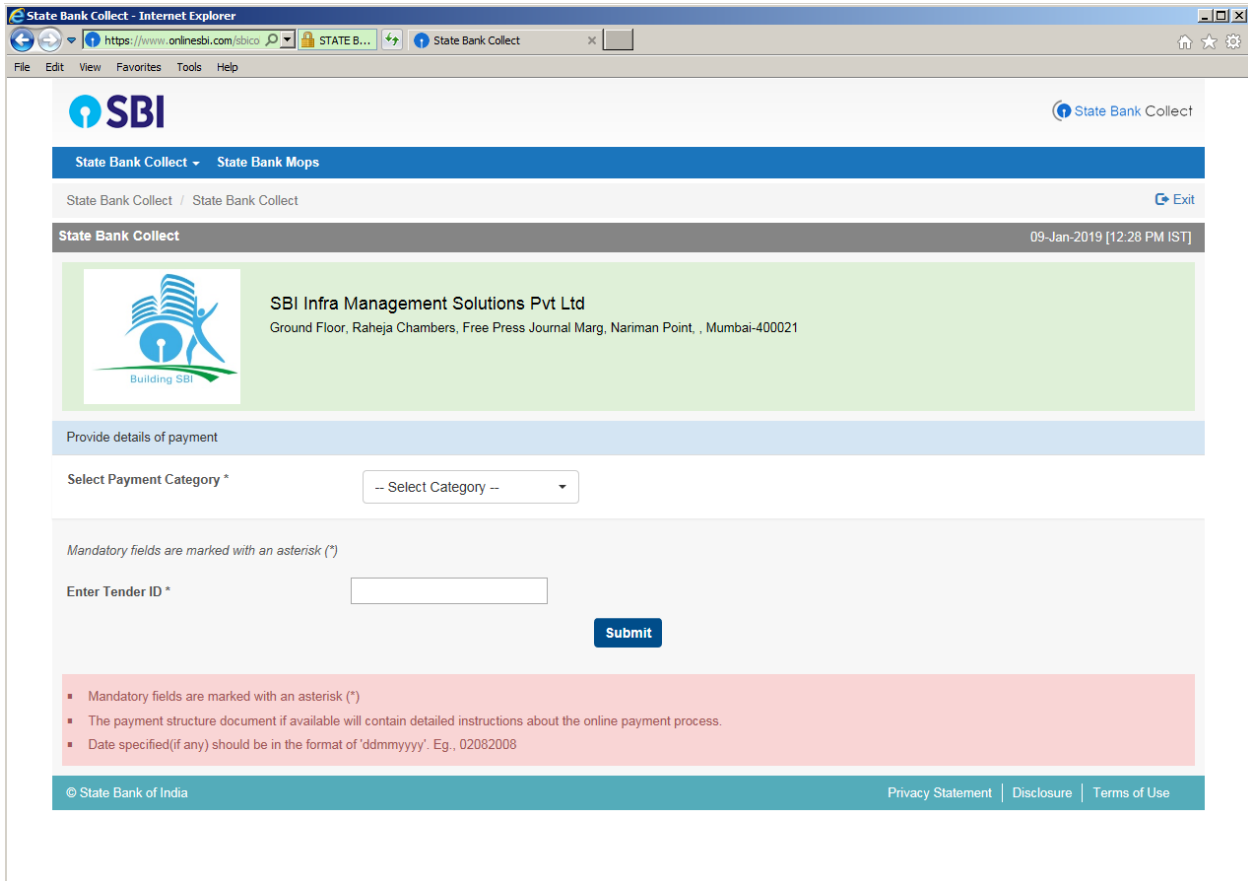 State Bank Collect - Internet Explorer
https://www.onlinesbi.com/sbico STATE B... State Bank Collect
File Edit View Favorites Tools Help
SBI
State Bank Collect
State Bank Collect State Bank Mops
State Bank Collect / State Bank Collect Exit
State Bank Collect 09-Jan-2019 [12:28 PM IST]
SBI Infra Management Solutions Pvt Ltd
Ground Floor, Raheja Chambers, Free Press Journal Marg, Nariman Point, , Mumbai-400021
Building SBI
Provide details of payment
Select Payment Category * -- Select Category --
Mandatory fields are marked with an asterisk (*)
Enter Tender ID *
Submit
Mandatory fields are marked with an asterisk (*)
The payment structure document if available will contain detailed instructions about the online payment process.
Date specified(if any) should be in the format of 'ddmmyyyy'. Eg., 02082008
© State Bank of India Privacy Statement | Disclosure | Terms of Use